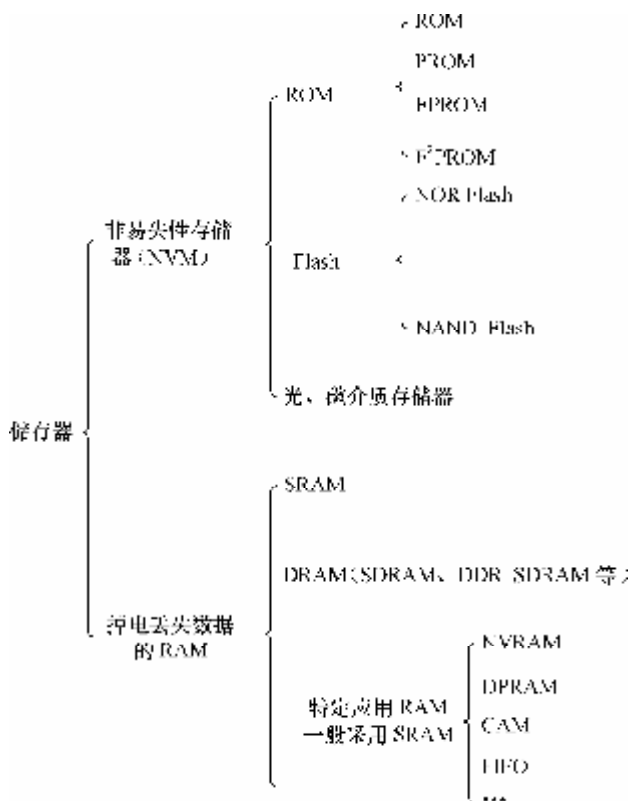 ROM
PROM
ROM
EPROM
E²PROM
NOR Flash
非易失性存储
器(NVM)
Flash
NAND Flash
光、磁介质存储器
储存器
SRAM
DRAM(SDRAM、DDR SDRAM 等)
掉电丢失数据
的 RAM
NVRAM
特定应用 RAM
DPRAM
一般采用 SRAM
CAM
FIFO